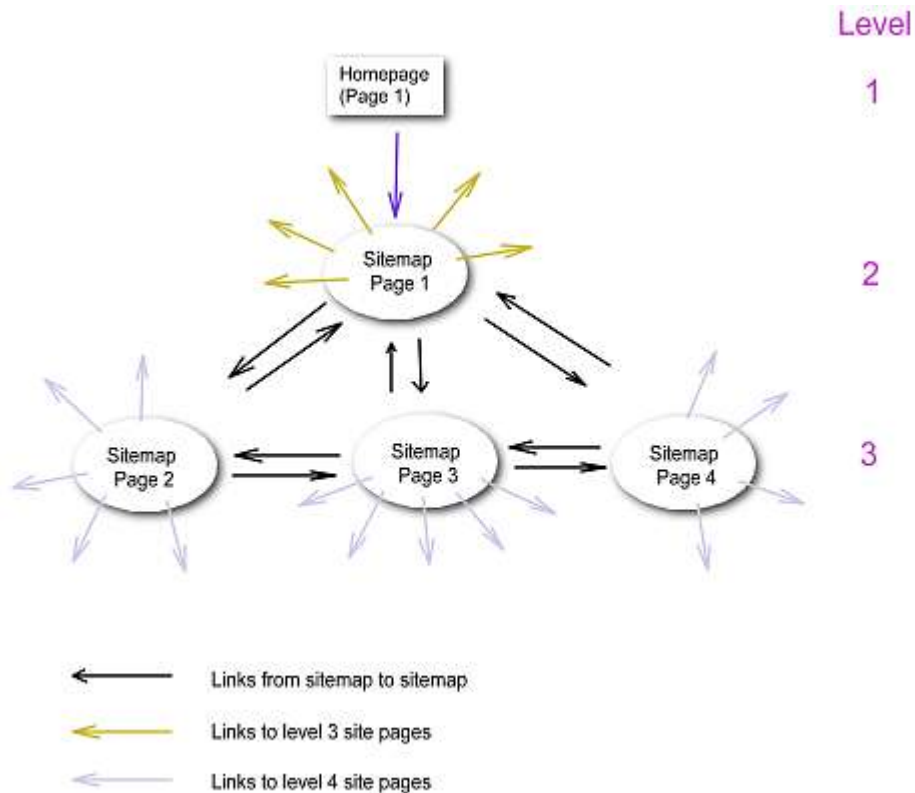 Level
Homepage
(Page 1)
1
Sitemap
Page 1
2
Sitemap
Page 2
Sitemap
Page 3
Sitemap
Page 4
3
Links from sitemap to sitemap
Links to level 3 site pages
Links to level 4 site pages